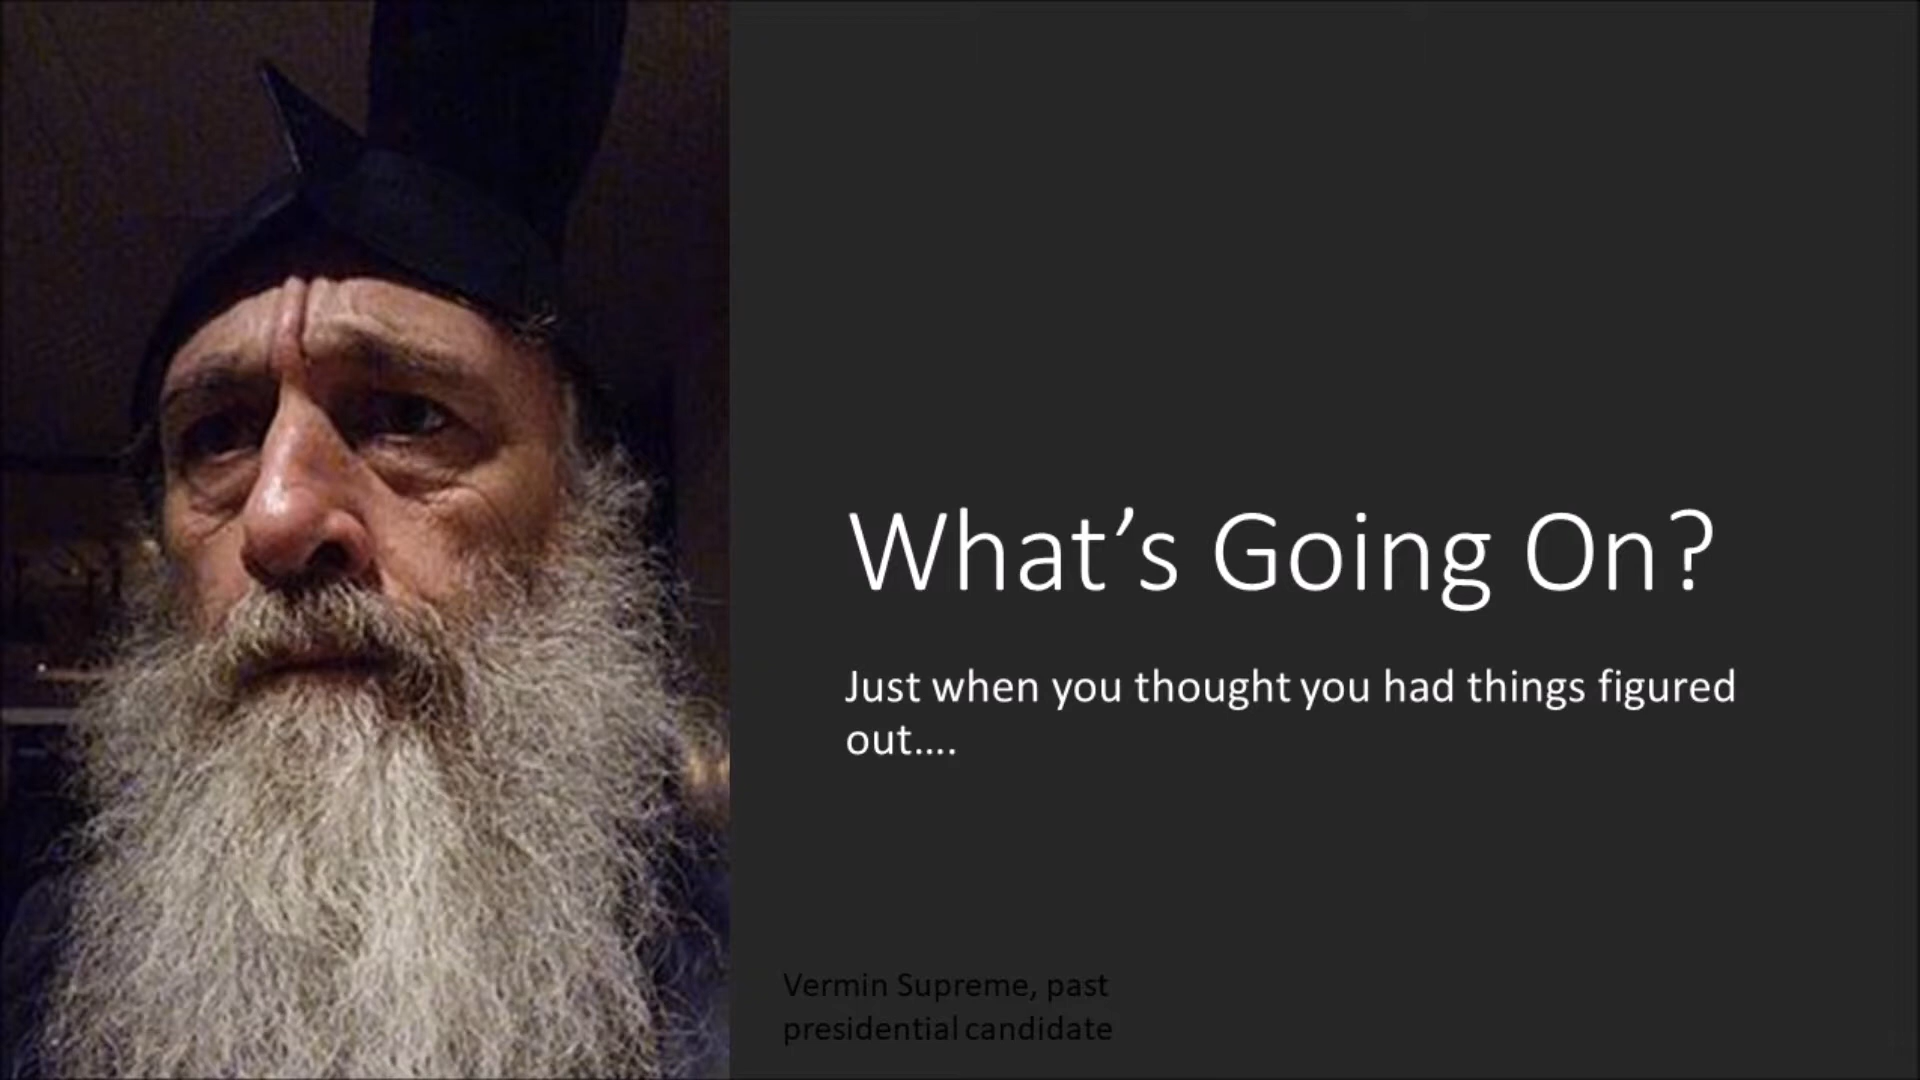 What’s Going On?
Just when you thought you had things figured
out....
Vermin Supreme, past
presidential candidate